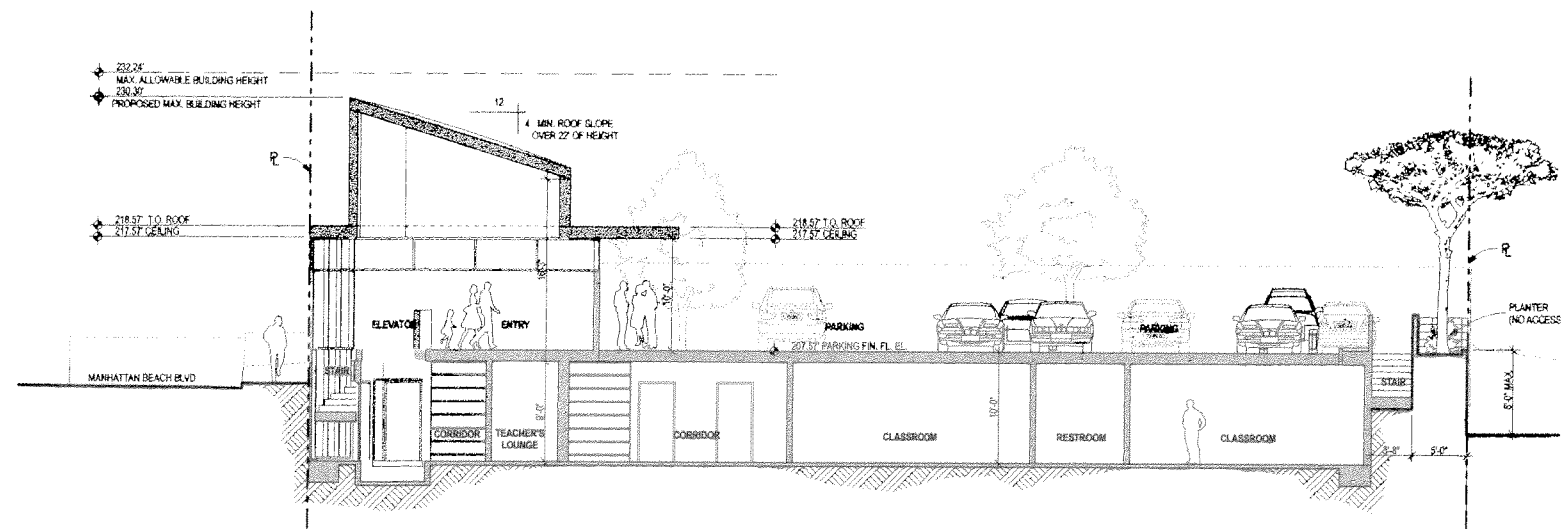 232.24'
MAX. ALLOWABLE BUILDING HEIGHT
230.30'
PROPOSED MAX. BUILDING HEIGHT
12
4 MIN. ROOF SLOPE
OVER 22' OF HEIGHT
PL
218.57' T.O. ROOF
217.57' CEILING
218.57' T.O. ROOF
217.57' CEILING
PL
10'-0"
ELEVATOR
ENTRY
PARKING
PARKING
PLANTER
(NO ACCESS
207.57' PARKING FIN. FL. EL.
MANHATTAN BEACH BLVD
STAIR
STAIR
6'-0" MAX.
9'-0"
10'-0"
CORRIDOR
TEACHER'S
LOUNGE
CORRIDOR
CLASSROOM
RESTROOM
CLASSROOM
5'-0"